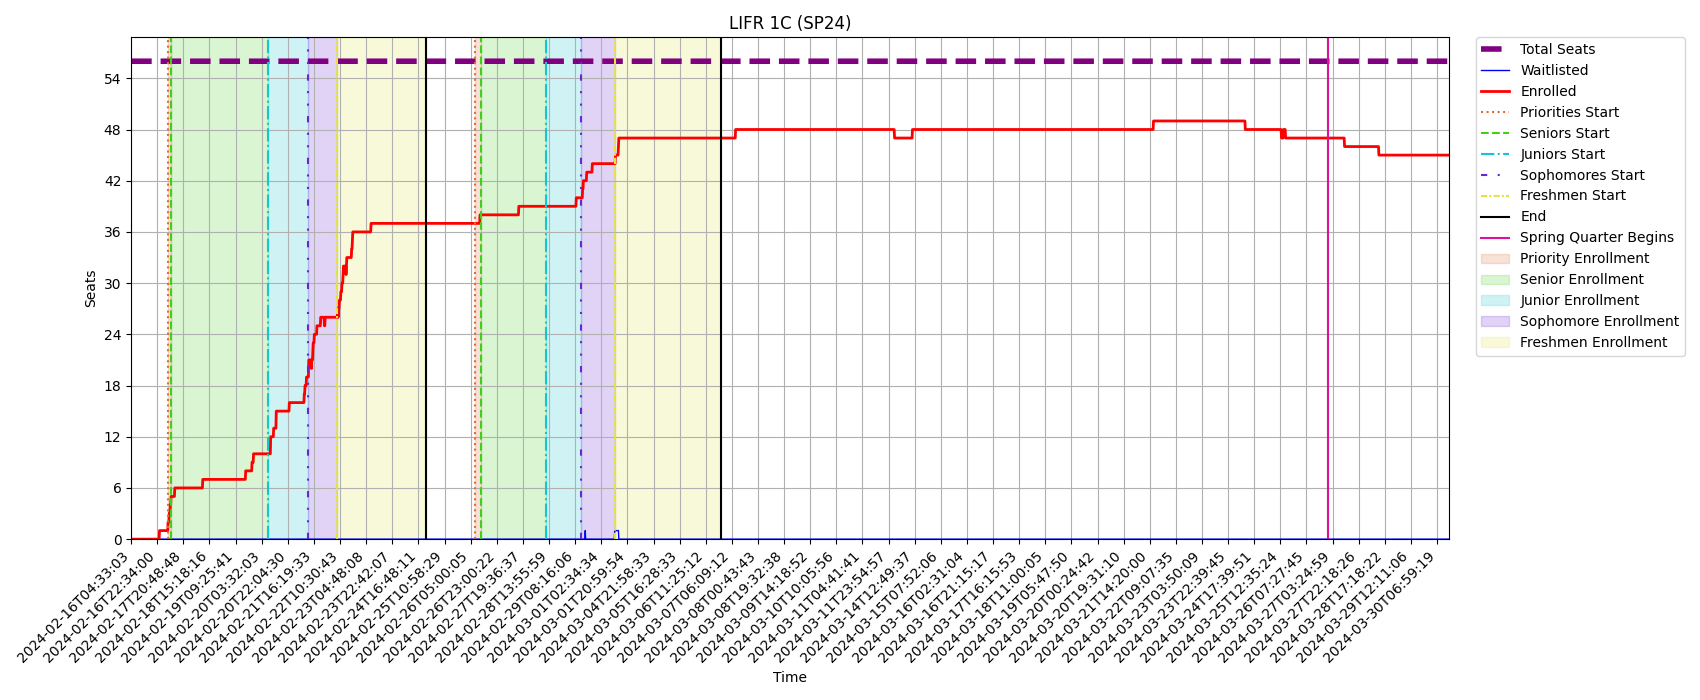 LIFR 1C (SP24)
Seats
54
48
42
36
30
24
18
12
6
0
2024-02-16T04:33:03
2024-02-16T22:34:00
2024-02-17T20:48:48
2024-02-18T15:18:16
2024-02-19T09:25:41
2024-02-20T03:32:03
2024-02-20T22:04:30
2024-02-21T16:19:33
2024-02-22T10:30:43
2024-02-23T04:48:08
2024-02-23T22:42:07
2024-02-24T16:48:11
2024-02-25T10:58:29
2024-02-26T05:00:05
2024-02-26T23:00:22
2024-02-27T19:36:37
2024-02-28T13:55:59
2024-02-29T08:16:06
2024-03-01T02:34:34
2024-03-01T20:59:54
2024-03-04T21:58:33
2024-03-05T16:28:33
2024-03-06T11:25:12
2024-03-07T06:09:12
2024-03-08T00:43:43
2024-03-08T19:32:38
2024-03-09T14:18:52
2024-03-10T10:05:56
2024-03-11T04:41:41
2024-03-11T23:54:57
2024-03-14T12:49:37
2024-03-15T07:52:06
2024-03-16T02:31:04
2024-03-16T21:15:17
2024-03-17T16:15:53
2024-03-18T11:00:05
2024-03-19T05:47:50
2024-03-20T00:24:42
2024-03-20T19:31:10
2024-03-21T14:20:00
2024-03-22T09:07:35
2024-03-23T03:50:09
2024-03-23T22:39:45
2024-03-24T17:39:51
2024-03-25T12:35:24
2024-03-26T07:27:45
2024-03-27T03:24:59
2024-03-27T22:18:26
2024-03-28T17:18:22
2024-03-29T12:11:06
2024-03-30T06:59:19
Time
Total Seats
Waitlisted
Enrolled
Priorities Start
Seniors Start
Juniors Start
Sophomores Start
Freshmen Start
End
Spring Quarter Begins
Priority Enrollment
Senior Enrollment
Junior Enrollment
Sophomore Enrollment
Freshmen Enrollment